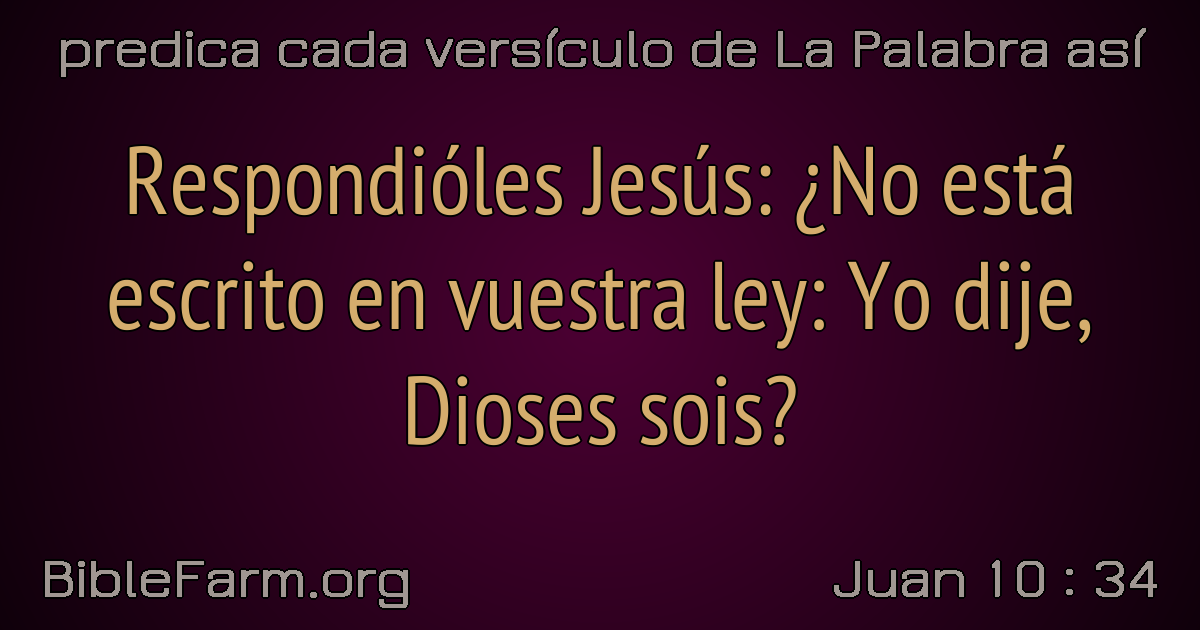 predica cada versículo de La Palabra así
Respondióles Jesús: ¿No está
escrito en vuestra ley: Yo dije,
Dioses sois?
BibleFarm.org
Juan 10 : 34